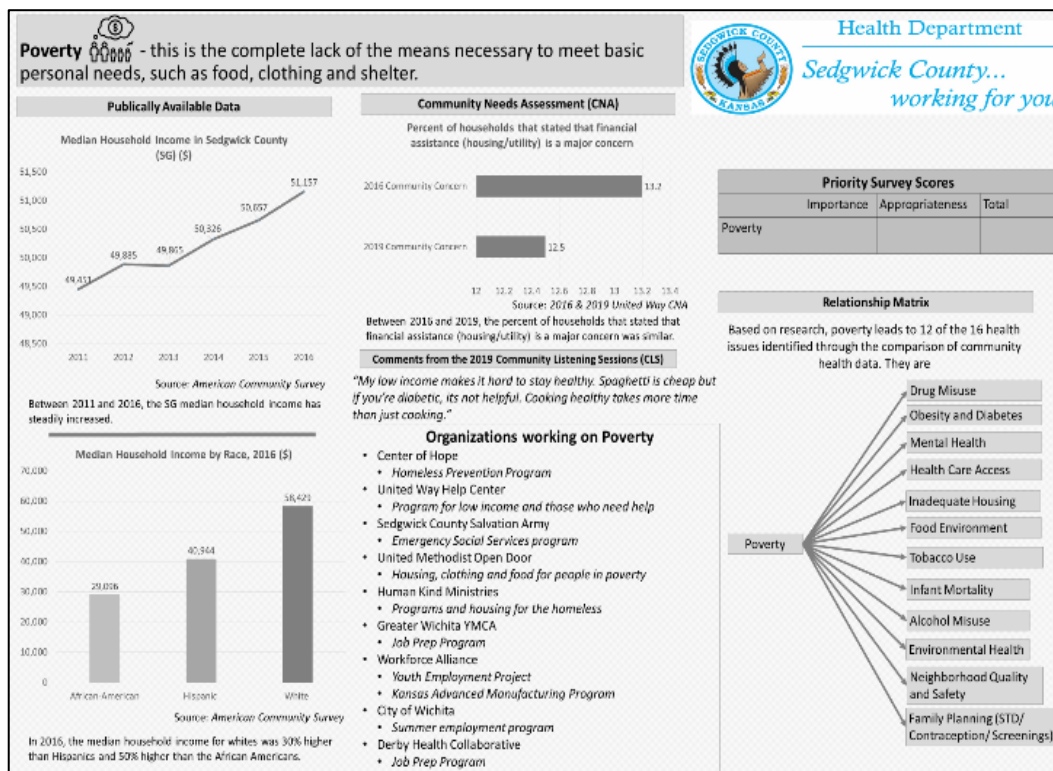 Poverty - this is the complete lack of the means necessary to meet basic
personal needs, such as food, clothing and shelter.
SEDGWICK COUNTY
KANSAS
Health Department
Sedgwick County...
working for you
Publically Available Data
Median Household Income in Sedgwick County
(SG) ($)
51,500
51,000
50,500
50,000
49,500
49,000
48,500
49,451
49,885
49,865
50,326
50,657
51,157
2011 2012 2013 2014 2015 2016
Source: American Community Survey
Between 2011 and 2016, the SG median household income has
steadily increased.
Median Household Income by Race, 2016 ($)
70,000
60,000
50,000
40,000
30,000
20,000
10,000
0
29,096
40,944
58,429
African-American Hispanic White
Source: American Community Survey
In 2016, the median household income for whites was 30% higher
than Hispanics and 50% higher than the African Americans.
Community Needs Assessment (CNA)
Percent of households that stated that financial
assistance (housing/utility) is a major concern
2016 Community Concern 13.2
2019 Community Concern 12.5
12 12.2 12.4 12.6 12.8 13 13.2 13.4
Source: 2016 & 2019 United Way CNA
Between 2016 and 2019, the percent of households that stated that
financial assistance (housing/utility) is a major concern was similar.
Comments from the 2019 Community Listening Sessions (CLS)
"My low income makes it hard to stay healthy. Spaghetti is cheap but
if you're diabetic, its not helpful. Cooking healthy takes more time
than just cooking."
Organizations working on Poverty
• Center of Hope
• Homeless Prevention Program
• United Way Help Center
• Program for low income and those who need help
• Sedgwick County Salvation Army
• Emergency Social Services program
• United Methodist Open Door
• Housing, clothing and food for people in poverty
• Human Kind Ministries
• Programs and housing for the homeless
• Greater Wichita YMCA
• Job Prep Program
• Workforce Alliance
• Youth Employment Project
• Kansas Advanced Manufacturing Program
• City of Wichita
• Summer employment program
• Derby Health Collaborative
• Job Prep Program
Priority Survey Scores
Importance Appropriateness Total
Poverty
Relationship Matrix
Based on research, poverty leads to 12 of the 16 health
issues identified through the comparison of community
health data. They are
Poverty
Drug Misuse
Obesity and Diabetes
Mental Health
Health Care Access
Inadequate Housing
Food Environment
Tobacco Use
Infant Mortality
Alcohol Misuse
Environmental Health
Neighborhood Quality
and Safety
Family Planning (STD/
Contraception/ Screenings)